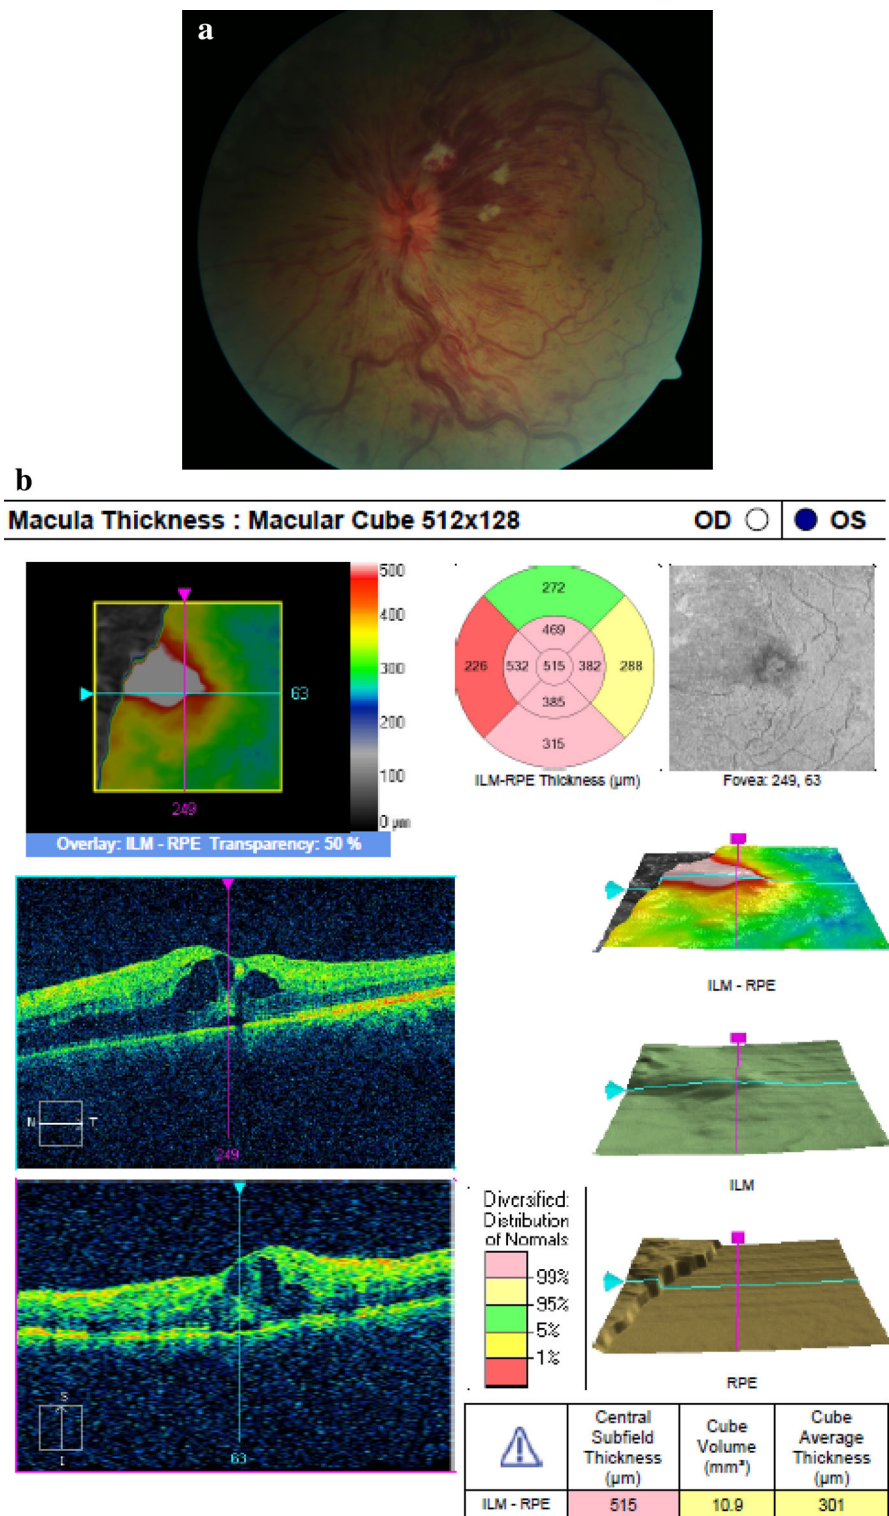 a
b
Macula Thickness : Macular Cube 512x128 OD OS
500
400
300
200
100
0 µm
63
249
Overlay: ILM - RPE Transparency: 50 %
272
469
226 532 515 382 288
385
315
ILM-RPE Thickness (µm)
Fovea: 249, 63
ILM - RPE
N T
249
ILM
Diversified:
Distribution
of Normals
99%
95%
5%
1%
RPE
S
I
63
Central
Subfield
Thickness
(µm)
Cube
Volume
(mm³)
Cube
Average
Thickness
(µm)
ILM - RPE 515 10.9 301